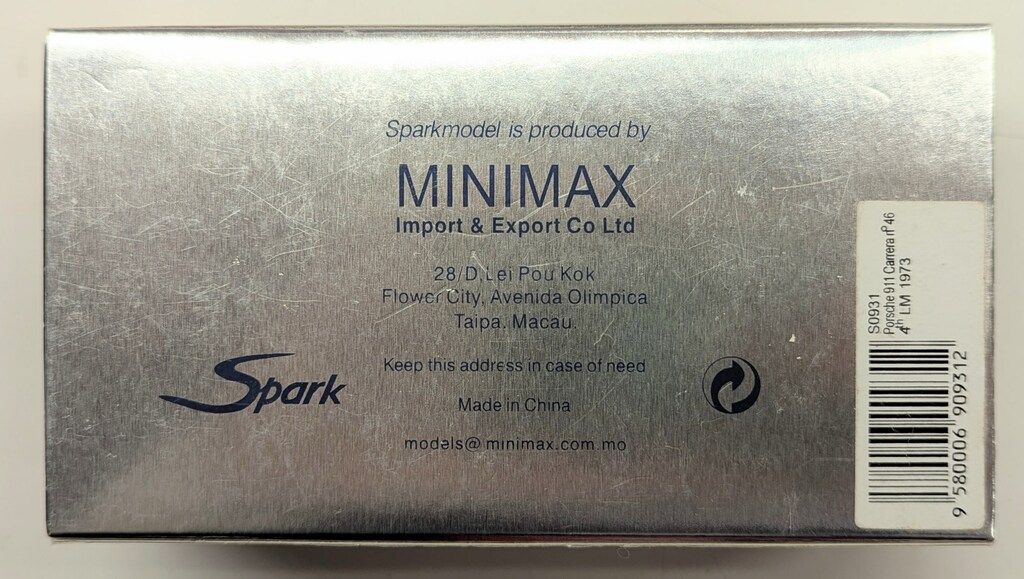 Sparkmodel is produced by
MINIMAX
Import & Export Co Ltd
28/D, Lei Pou Kok
Flower City, Avenida Olimpica
Taipa, Macau.
Keep this address in case of need
Spark
Made in China
models@minimax.com.mo
S0931
Porsche 911 Carrera nº 46
4th LM 1973
9 580006 909312